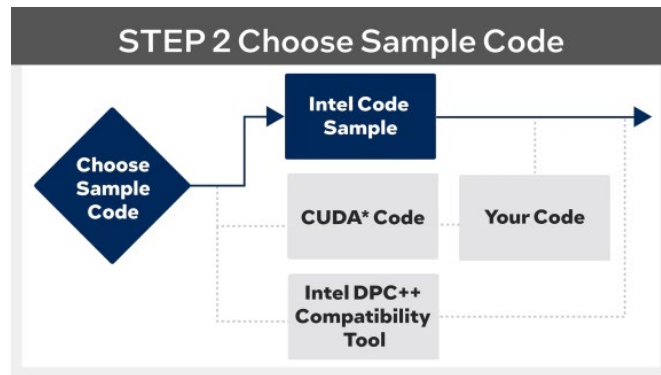 STEP 2 Choose Sample Code
Choose
Sample
Code
Intel Code
Sample
CUDA* Code
Your Code
Intel DPC++
Compatibility
Tool